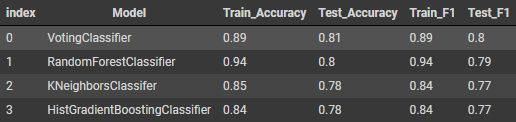 index Model Train_Accuracy Test_Accuracy Train_F1 Test_F1
0 VotingClassifier 0.89 0.81 0.89 0.8
1 RandomForestClassifier 0.94 0.8 0.94 0.79
2 KNeighborsClassifer 0.85 0.78 0.84 0.77
3 HistGradientBoostingClassifier 0.84 0.78 0.84 0.77